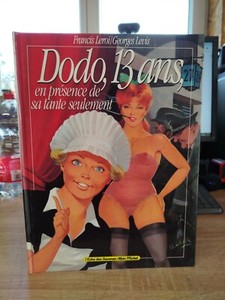 Francis Leroi/Georges Levis
Dodo, 13 ans,
en présence de
sa tante seulement